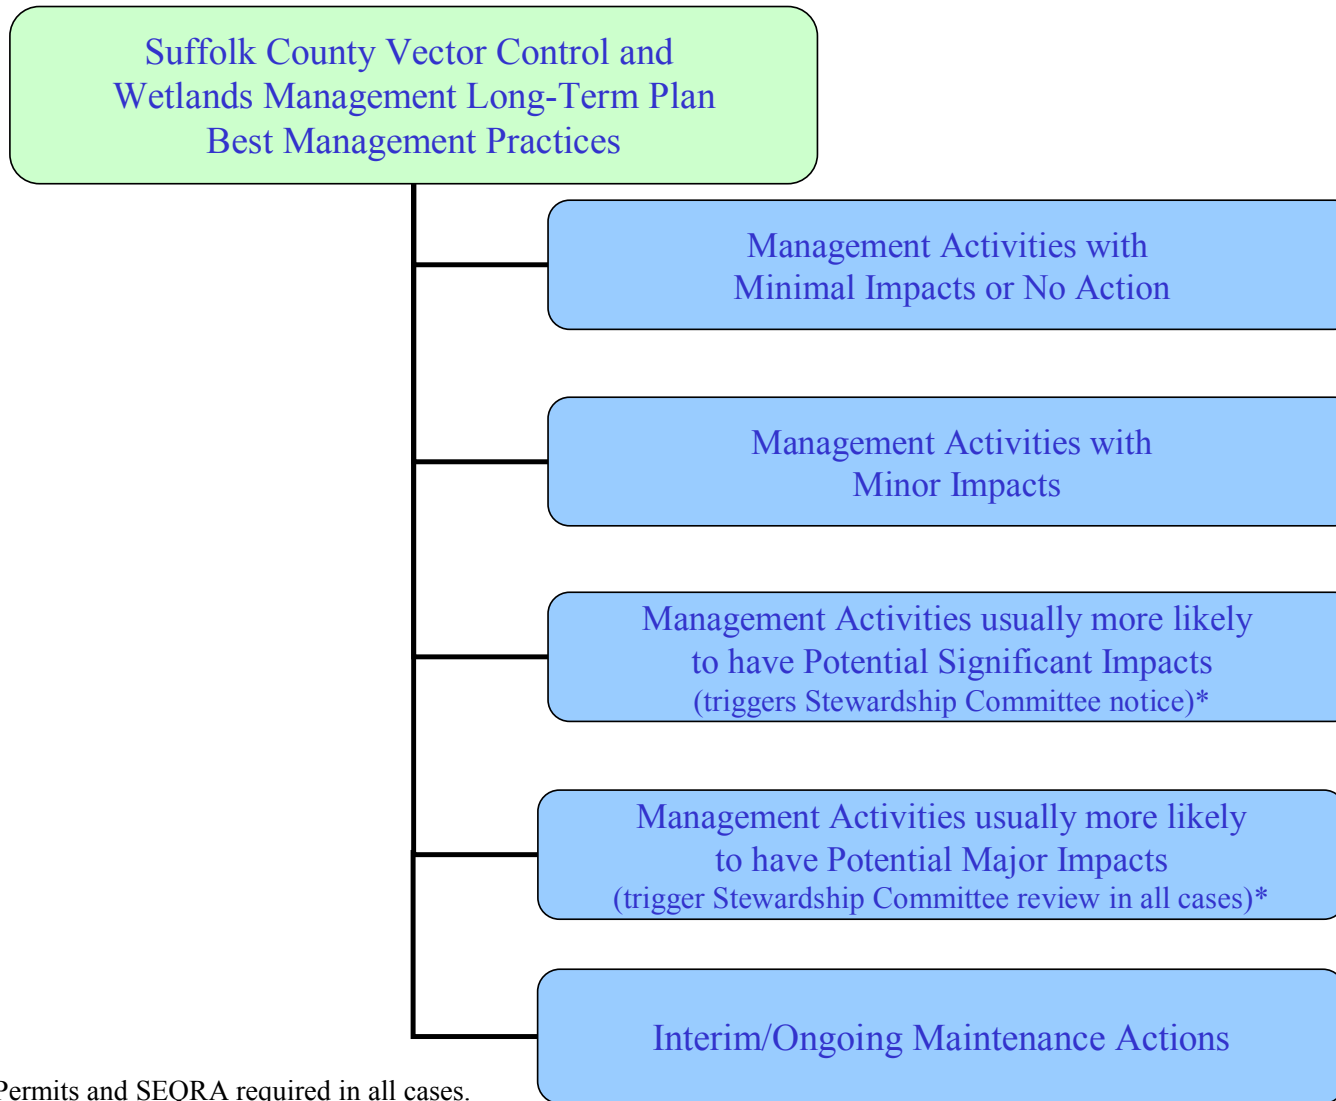 Suffolk County Vector Control and
Wetlands Management Long-Term Plan
Best Management Practices
Management Activities with
Minimal Impacts or No Action
Management Activities with
Minor Impacts
Management Activities usually more likely
to have Potential Significant Impacts
(triggers Stewardship Committee notice)*
Management Activities usually more likely
to have Potential Major Impacts
(trigger Stewardship Committee review in all cases)*
Interim/Ongoing Maintenance Actions
Permits and SEQRA required in all cases.